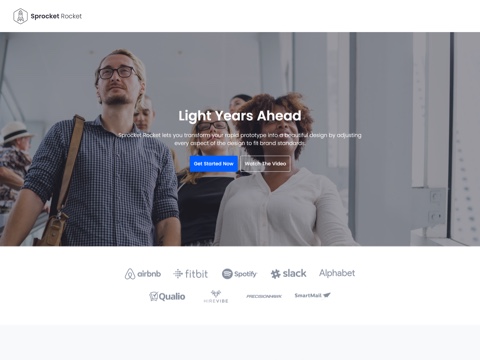 Sprocket Rocket
Light Years Ahead
Sprocket Rocket lets you transform your rapid prototype into a beautiful design by adjusting
every aspect of the design to fit brand standards.
Get Started Now
Watch The Video
airbnb
fitbit
Spotify
slack
Alphabet
Qualio
HIREVIBE
PRECISIONHAWK
SmartMail